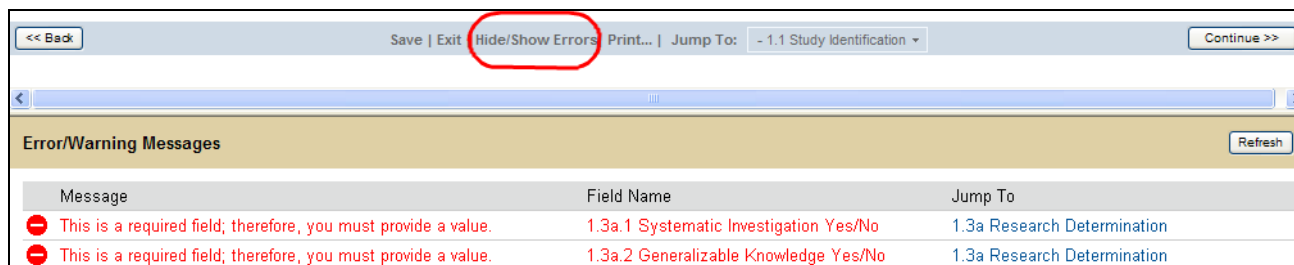 << Back Save | Exit Hide/Show Errors Print... | Jump To: - 1.1 Study Identification Continue >>
Error/Warning Messages Refresh
Message Field Name Jump To
This is a required field; therefore, you must provide a value. 1.3a.1 Systematic Investigation Yes/No 1.3a Research Determination
This is a required field; therefore, you must provide a value. 1.3a.2 Generalizable Knowledge Yes/No 1.3a Research Determination